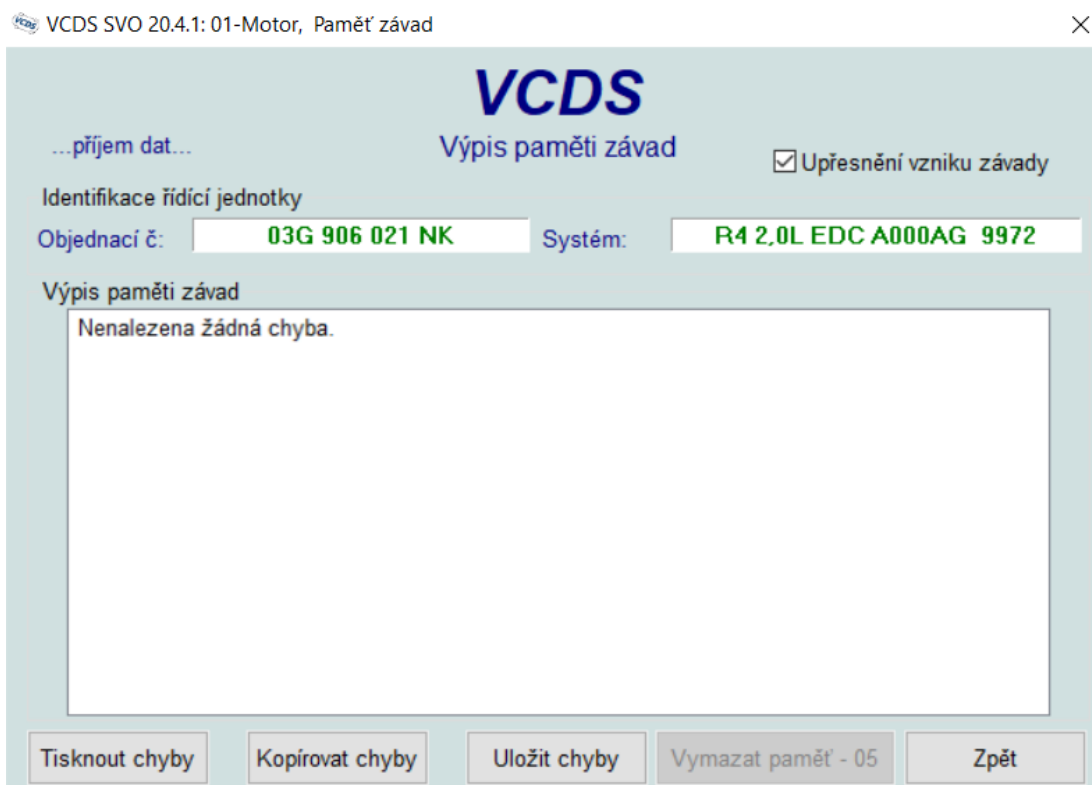 VCDS SVO 20.4.1: 01-Motor, Paměť závad
VCDS
...příjem dat...
Výpis paměti závad
Upřesnění vzniku závady
Identifikace řídící jednotky
Objednací č: 03G 906 021 NK Systém: R4 2,0L EDC A000AG 9972
Výpis paměti závad
Nenalezena žádná chyba.
Tisknout chyby Kopírovat chyby Uložit chyby Vymazat paměť - 05 Zpět